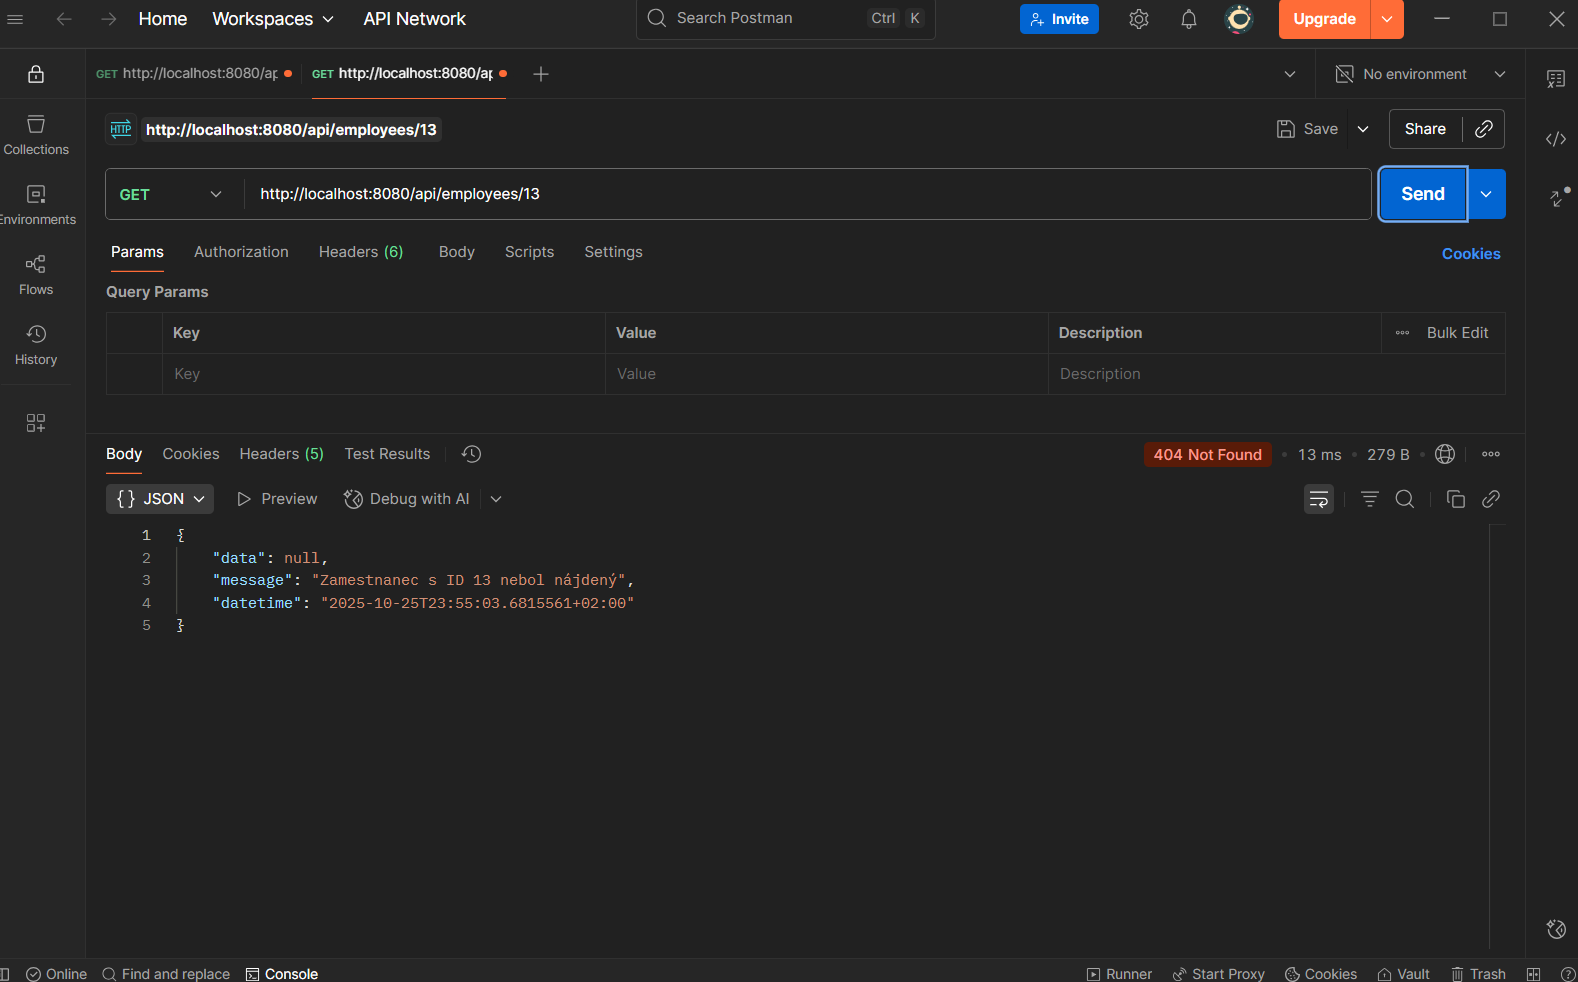 Home Workspaces API Network Search Postman Ctrl K Invite Upgrade
GET http://localhost:8080/ap GET http://localhost:8080/ap No environment
HTTP http://localhost:8080/api/employees/13 Save Share
GET http://localhost:8080/api/employees/13 Send
Collections
Environments
Flows
History
Params Authorization Headers (6) Body Scripts Settings Cookies
Query Params
Key Value Description Bulk Edit
Key Value Description
Body Cookies Headers (5) Test Results 404 Not Found 13 ms 279 B
{} JSON Preview Debug with AI
1 {
2 "data": null,
3 "message": "Zamestnanec s ID 13 nebol nájdený",
4 "datetime": "2025-10-25T23:55:03.6815561+02:00"
5 }
Online Find and replace Console Runner Start Proxy Cookies Vault Trash